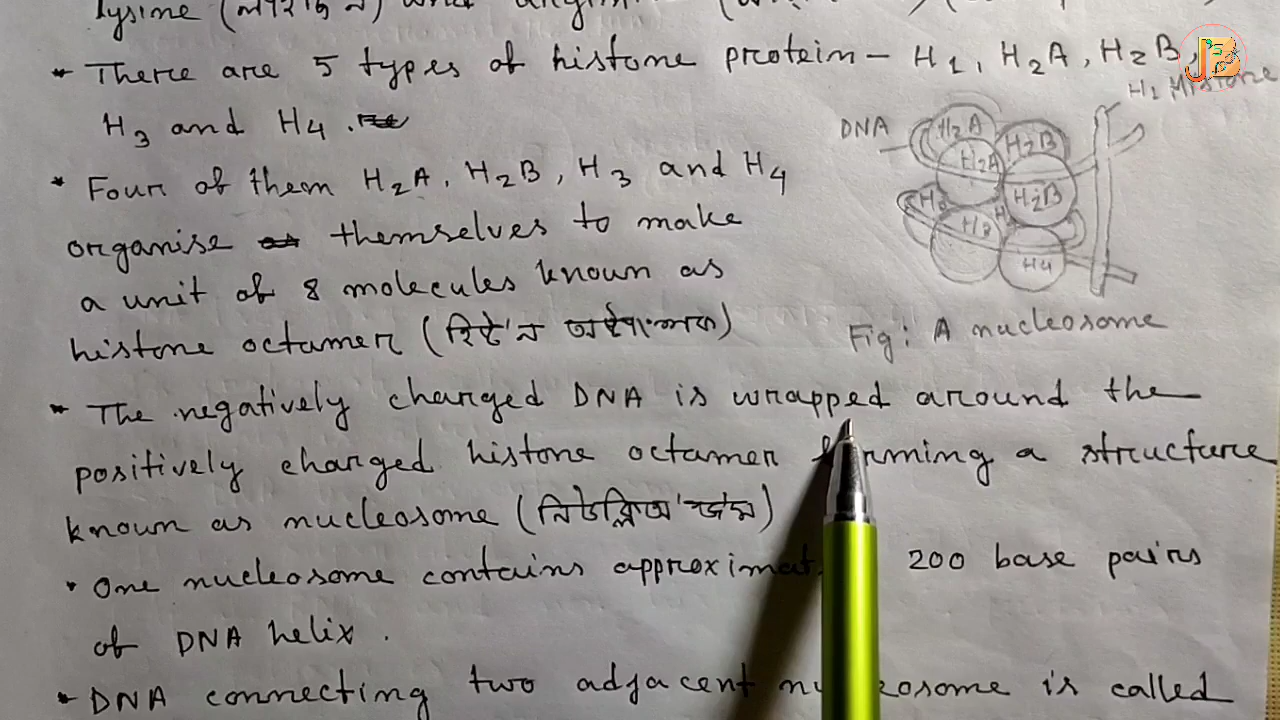 lysine
* There are 5 types of histone protein - H1, H2A, H2B,
H3 and H4.
* Four of them H2A, H2B, H3 and H4
organise themselves to make
a unit of 8 molecules known as
histone octamer (হিস্ট'ন
DNA
H1 Histone
H2A
H2B
H2A
H2B
H3
H4
Fig: A nucleosome
* The negatively charged DNA is wrapped around the
positively charged histone octamer forming a structure
known as nucleosome
* One nucleosome contains 200 base pairs
of DNA helix.
* DNA connecting two adjacent nucleosome is called